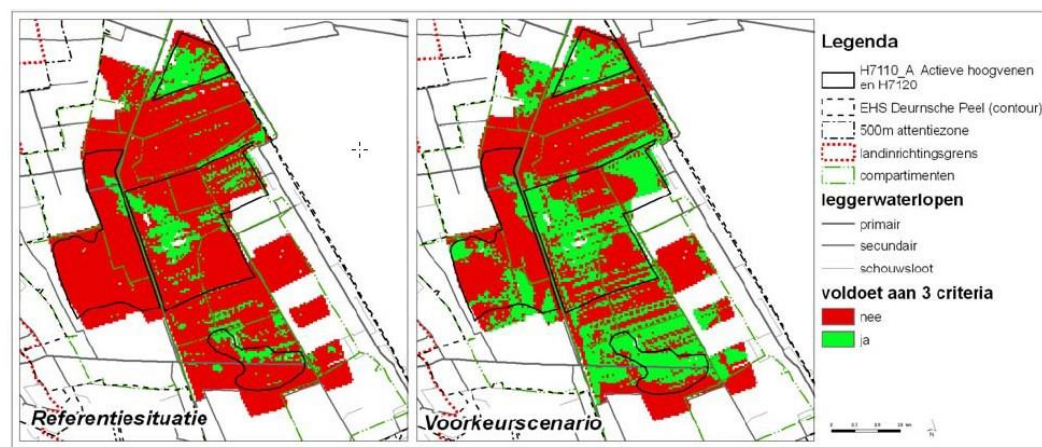 Referentiesituatie
Voorkeurscenario
Legenda
H7110_A Actieve hoogvenen
en H7120
EHS Deurnsche Peel (contour)
500m attentiezone
landinrichtingsgrens
compartimenten
leggerwaterlopen
primair
secundair
schouwsloot
voldoet aan 3 criteria
nee
ja